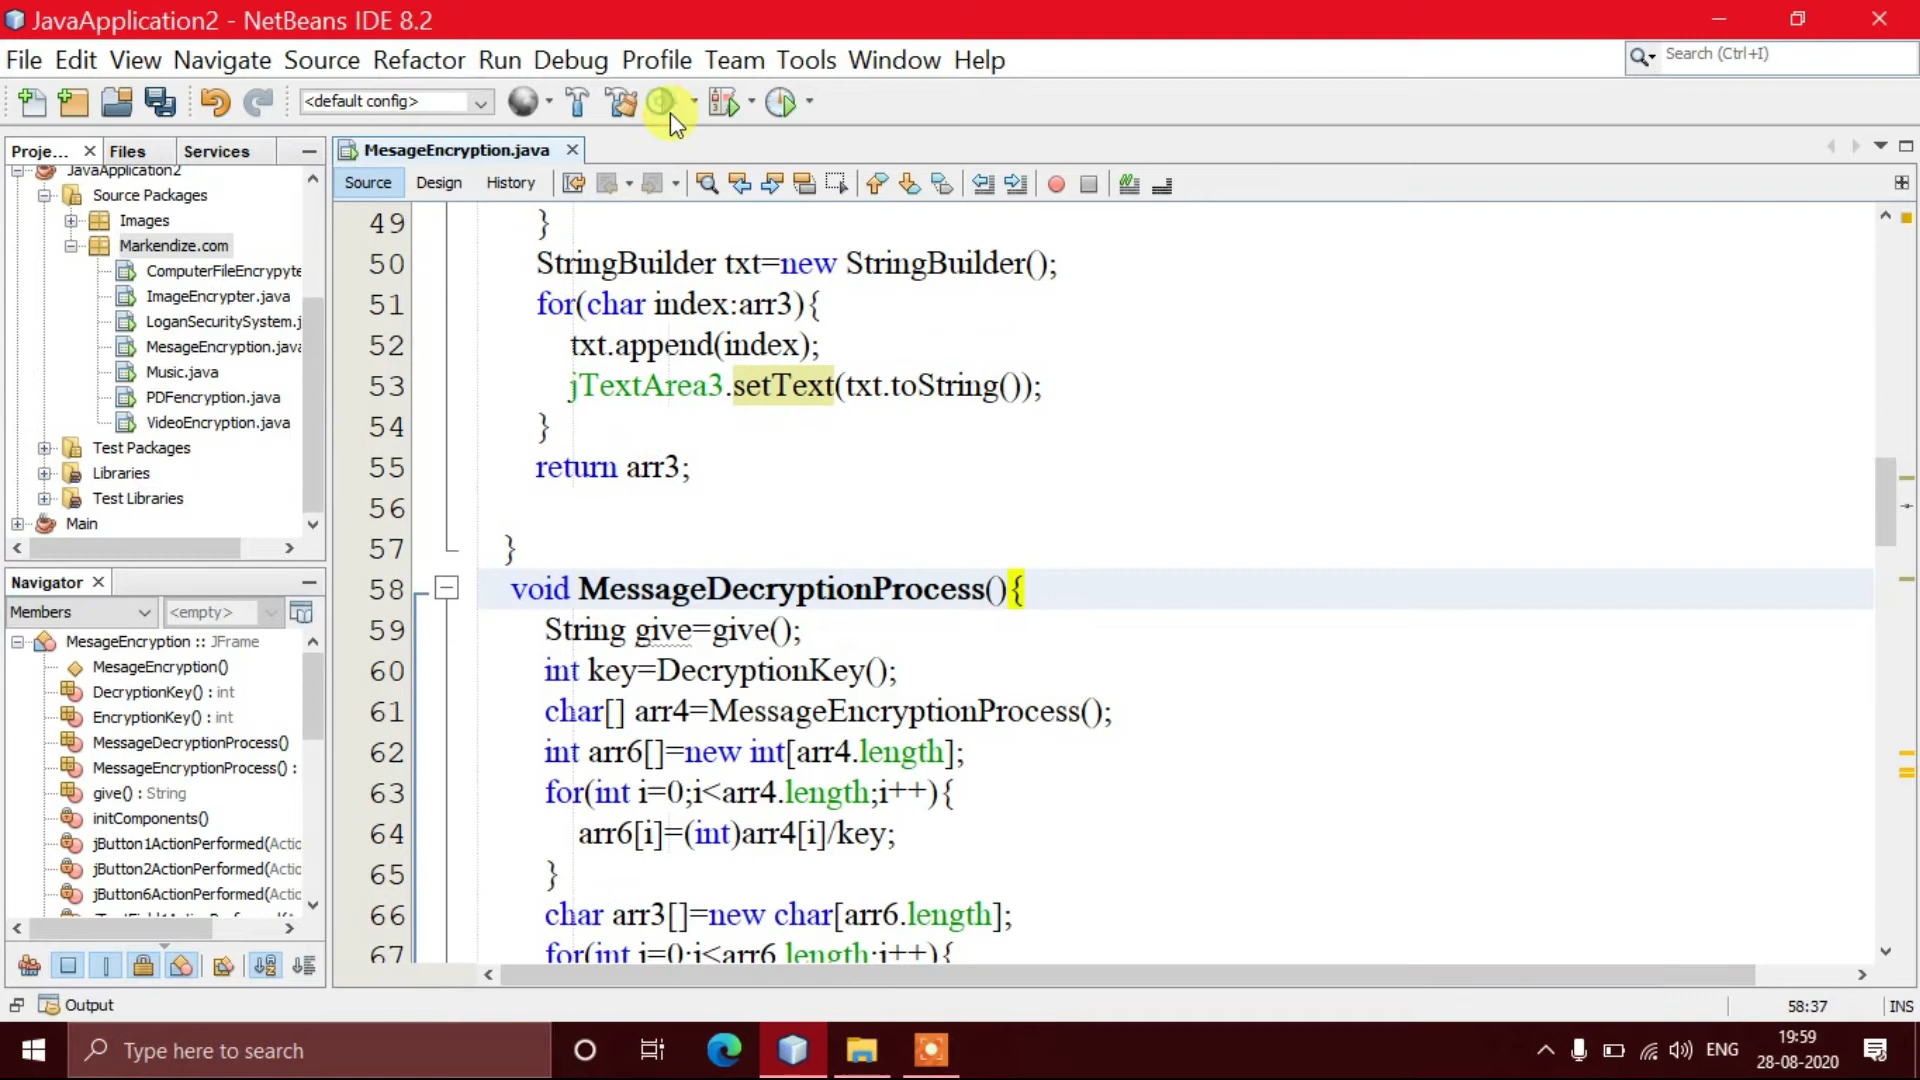 JavaApplication2 - NetBeans IDE 8.2
File Edit View Navigate Source Refactor Run Debug Profile Team Tools Window Help
Search (Ctrl+I)
<default config>
Proje... Files Services
MesageEncryption.java
Source Design History
JavaApplication2
Source Packages
Images
Markendize.com
ComputerFileEncrypyte
ImageEncrypter.java
LoganSecuritySystem.j
MesageEncryption.java
Music.java
PDFencryption.java
VideoEncryption.java
Test Packages
Libraries
Test Libraries
Main
Navigator
Members <empty>
MesageEncryption :: JFrame
MesageEncryption()
DecryptionKey() : int
EncryptionKey() : int
MessageDecryptionProcess()
MessageEncryptionProcess() :
give() : String
initComponents()
jButton1ActionPerformed(Actio
jButton2ActionPerformed(Actio
jButton6ActionPerformed(Actio
49 }
50 StringBuilder txt=new StringBuilder();
51 for(char index:arr3){
52 txt.append(index);
53 jTextArea3.setText(txt.toString());
54 }
55 return arr3;
56
57 }
58 void MessageDecryptionProcess(){
59 String give=give();
60 int key=DecryptionKey();
61 char[] arr4=MessageEncryptionProcess();
62 int arr6[]=new int[arr4.length];
63 for(int i=0;i<arr4.length;i++){
64 arr6[i]=(int)arr4[i]/key;
65 }
66 char arr3[]=new char[arr6.length];
67 for(int i=0;i<arr6.length;i++){
Output
58:37 INS
Type here to search
ENG
19:59
28-08-2020